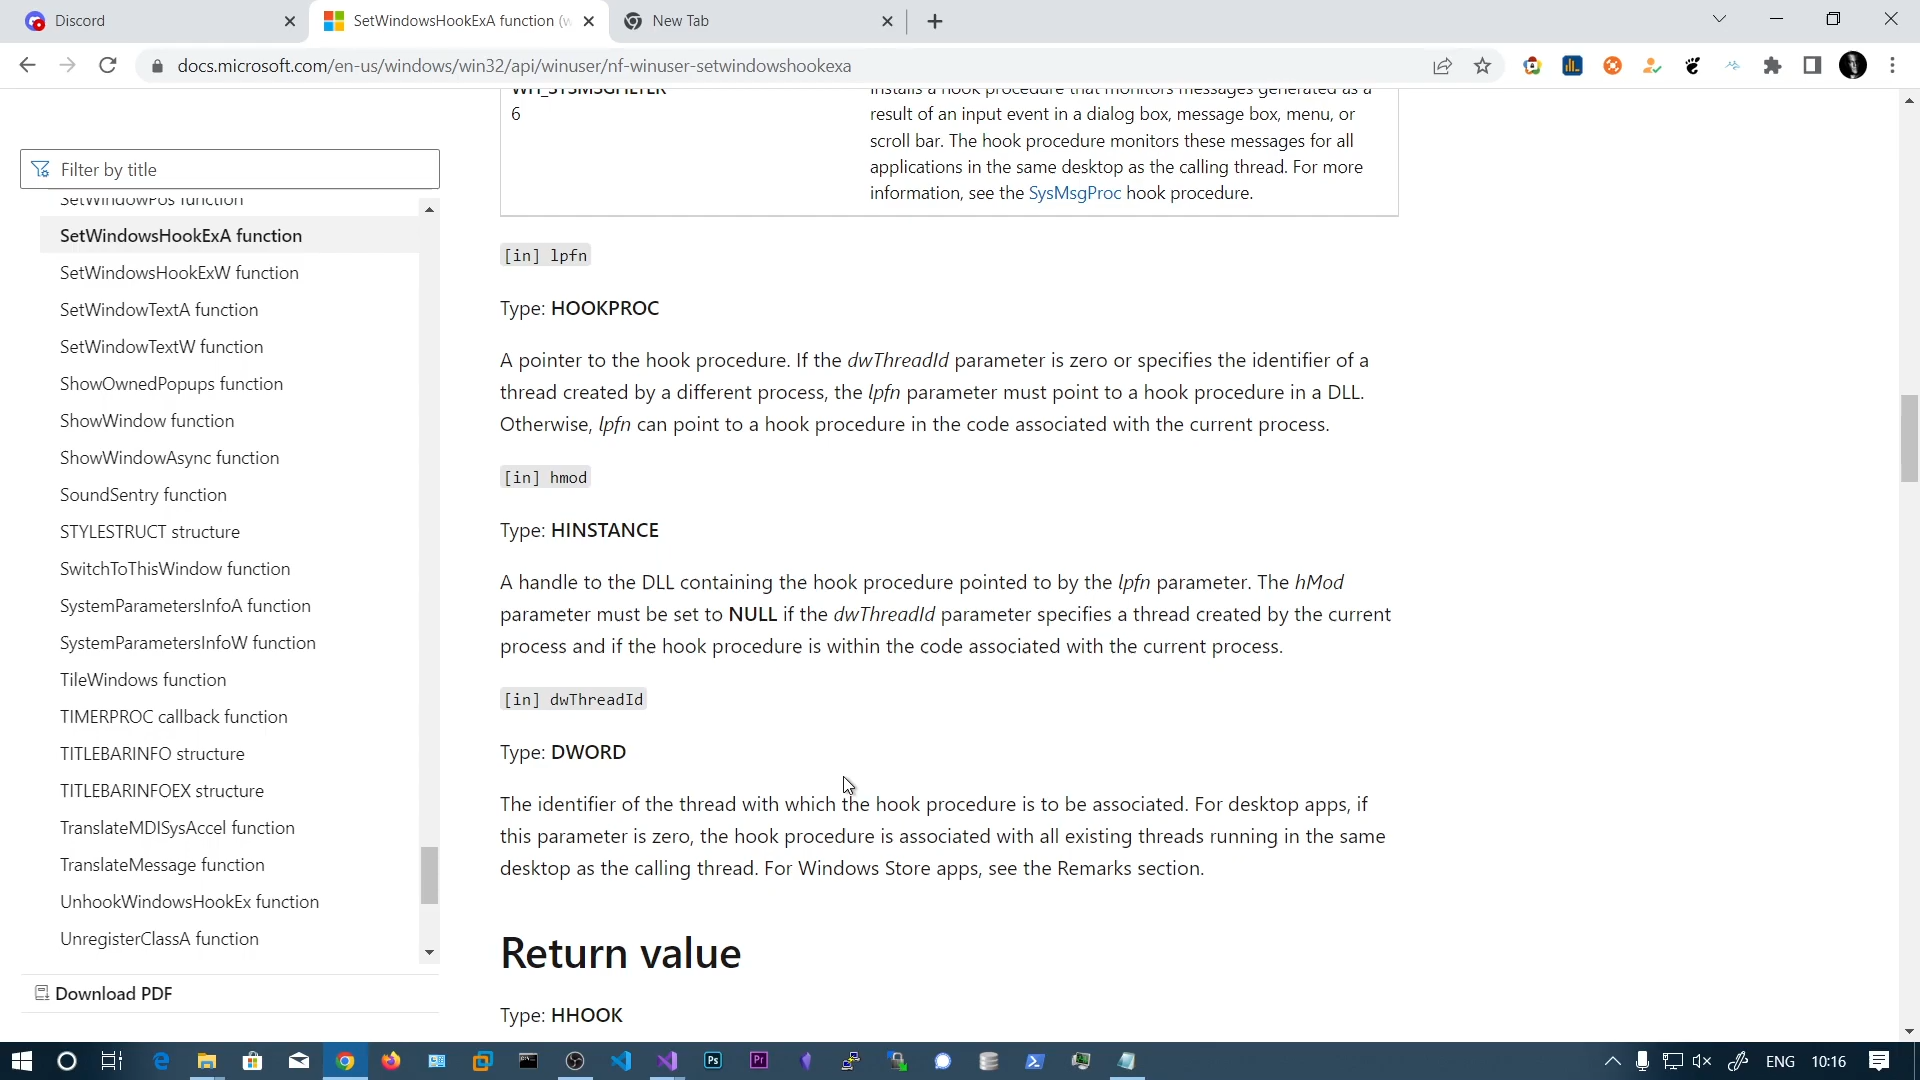 Discord
SetWindowsHookExA function (w
New Tab
docs.microsoft.com/en-us/windows/win32/api/winuser/nf-winuser-setwindowshookexa
Filter by title
SetWindowPos function
SetWindowsHookExA function
SetWindowsHookExW function
SetWindowTextA function
SetWindowTextW function
ShowOwnedPopups function
ShowWindow function
ShowWindowAsync function
SoundSentry function
STYLESTRUCT structure
SwitchToThisWindow function
SystemParametersInfoA function
SystemParametersInfoW function
TileWindows function
TIMERPROC callback function
TITLEBARINFO structure
TITLEBARINFOEX structure
TranslateMDISysAccel function
TranslateMessage function
UnhookWindowsHookEx function
UnregisterClassA function
Download PDF
WH_SYSMSGFILTER
6
Installs a hook procedure that monitors messages generated as a
result of an input event in a dialog box, message box, menu, or
scroll bar. The hook procedure monitors these messages for all
applications in the same desktop as the calling thread. For more
information, see the SysMsgProc hook procedure.
[in] lpfn
Type: HOOKPROC
A pointer to the hook procedure. If the dwThreadId parameter is zero or specifies the identifier of a
thread created by a different process, the lpfn parameter must point to a hook procedure in a DLL.
Otherwise, lpfn can point to a hook procedure in the code associated with the current process.
[in] hmod
Type: HINSTANCE
A handle to the DLL containing the hook procedure pointed to by the lpfn parameter. The hMod
parameter must be set to NULL if the dwThreadId parameter specifies a thread created by the current
process and if the hook procedure is within the code associated with the current process.
[in] dwThreadId
Type: DWORD
The identifier of the thread with which the hook procedure is to be associated. For desktop apps, if
this parameter is zero, the hook procedure is associated with all existing threads running in the same
desktop as the calling thread. For Windows Store apps, see the Remarks section.
Return value
Type: HHOOK
Ps
Pr
ENG
10:16